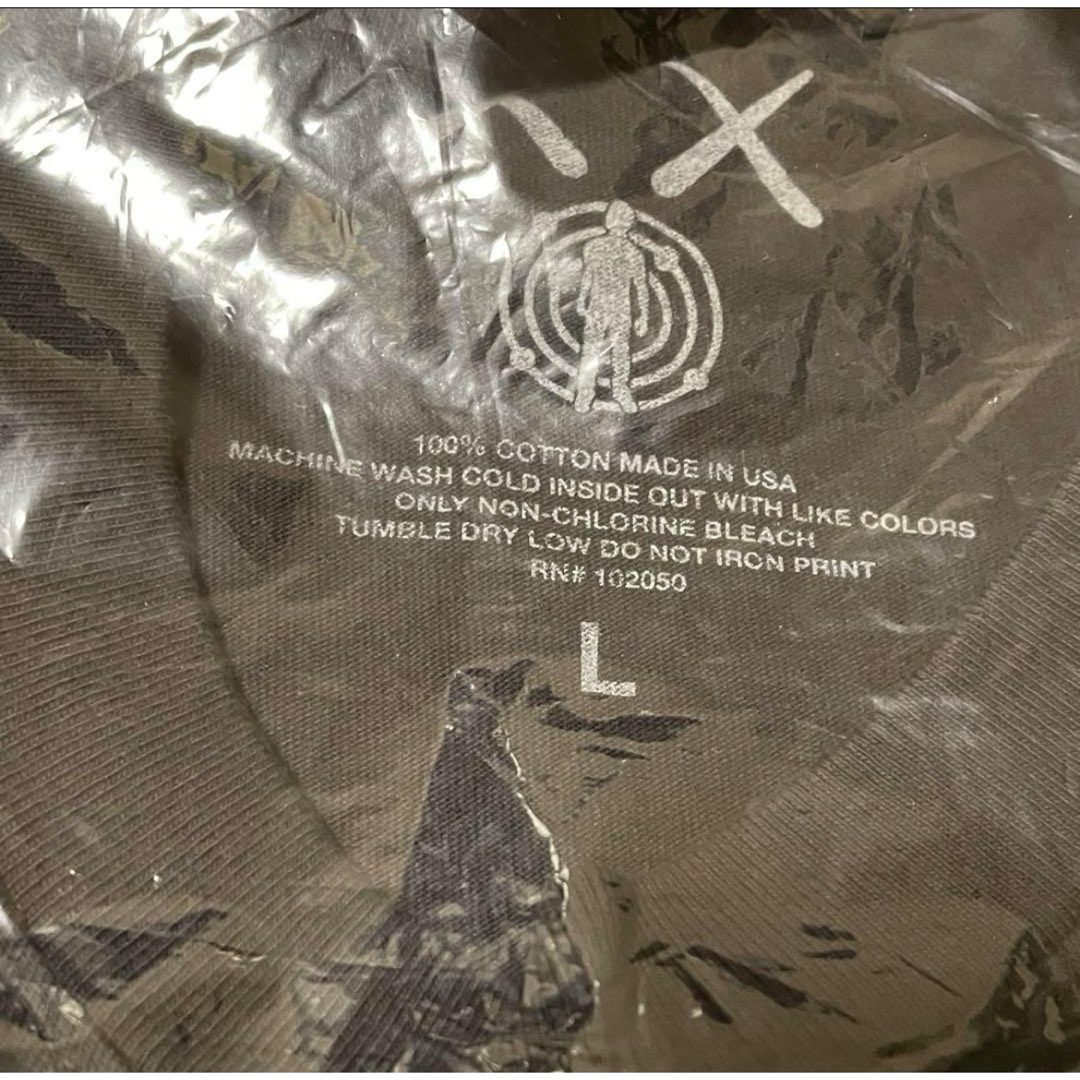 XX
100% COTTON MADE IN USA
MACHINE WASH COLD INSIDE OUT WITH LIKE COLORS
ONLY NON-CHLORINE BLEACH
TUMBLE DRY LOW DO NOT IRON PRINT
RN# 102050
L